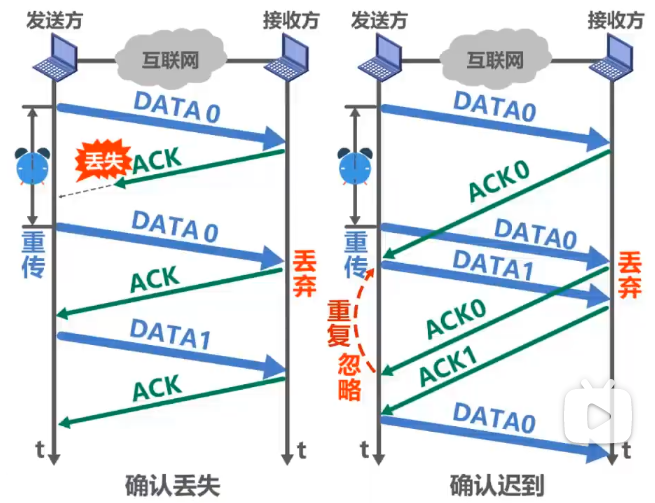 发送方
接收方
互联网
DATA 0
丢失
ACK
重传
DATA 0
丢弃
ACK
DATA1
ACK
t
t
确认丢失
发送方
接收方
互联网
DATA0
ACK0
重传
DATA0
DATA1
丢弃
重复
忽略
ACK0
ACK1
DATA0
t
t
确认迟到